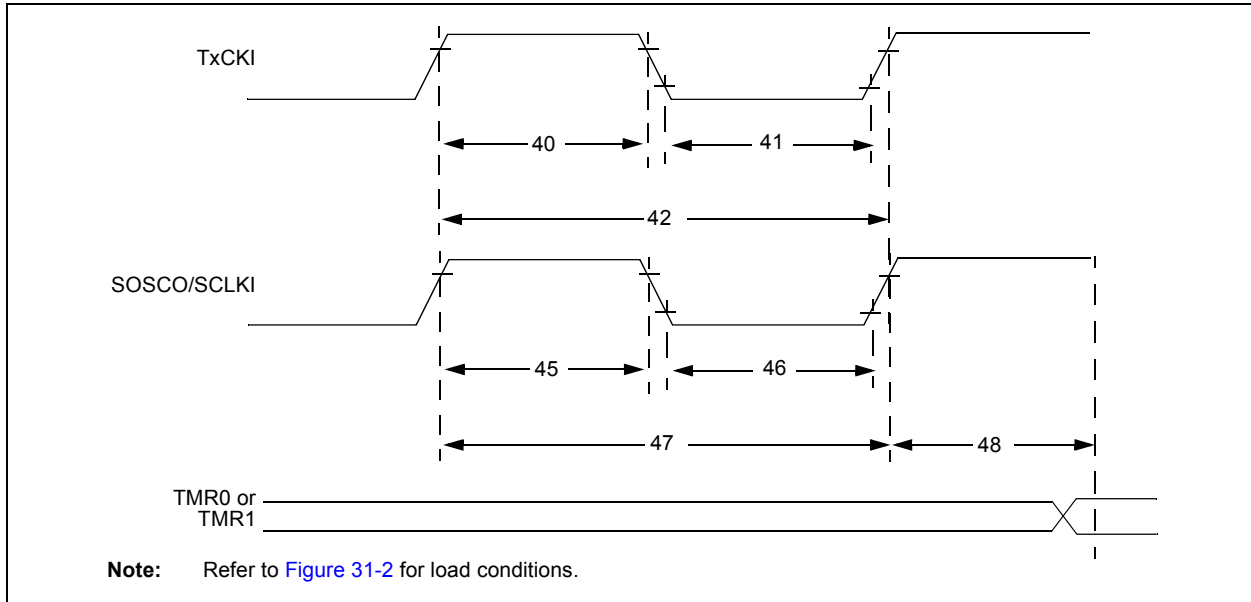 TxCKI
40
41
42
SOSCO/SCLKI
45
46
47
48
TMR0 or
TMR1
Note: Refer to Figure 31-2 for load conditions.